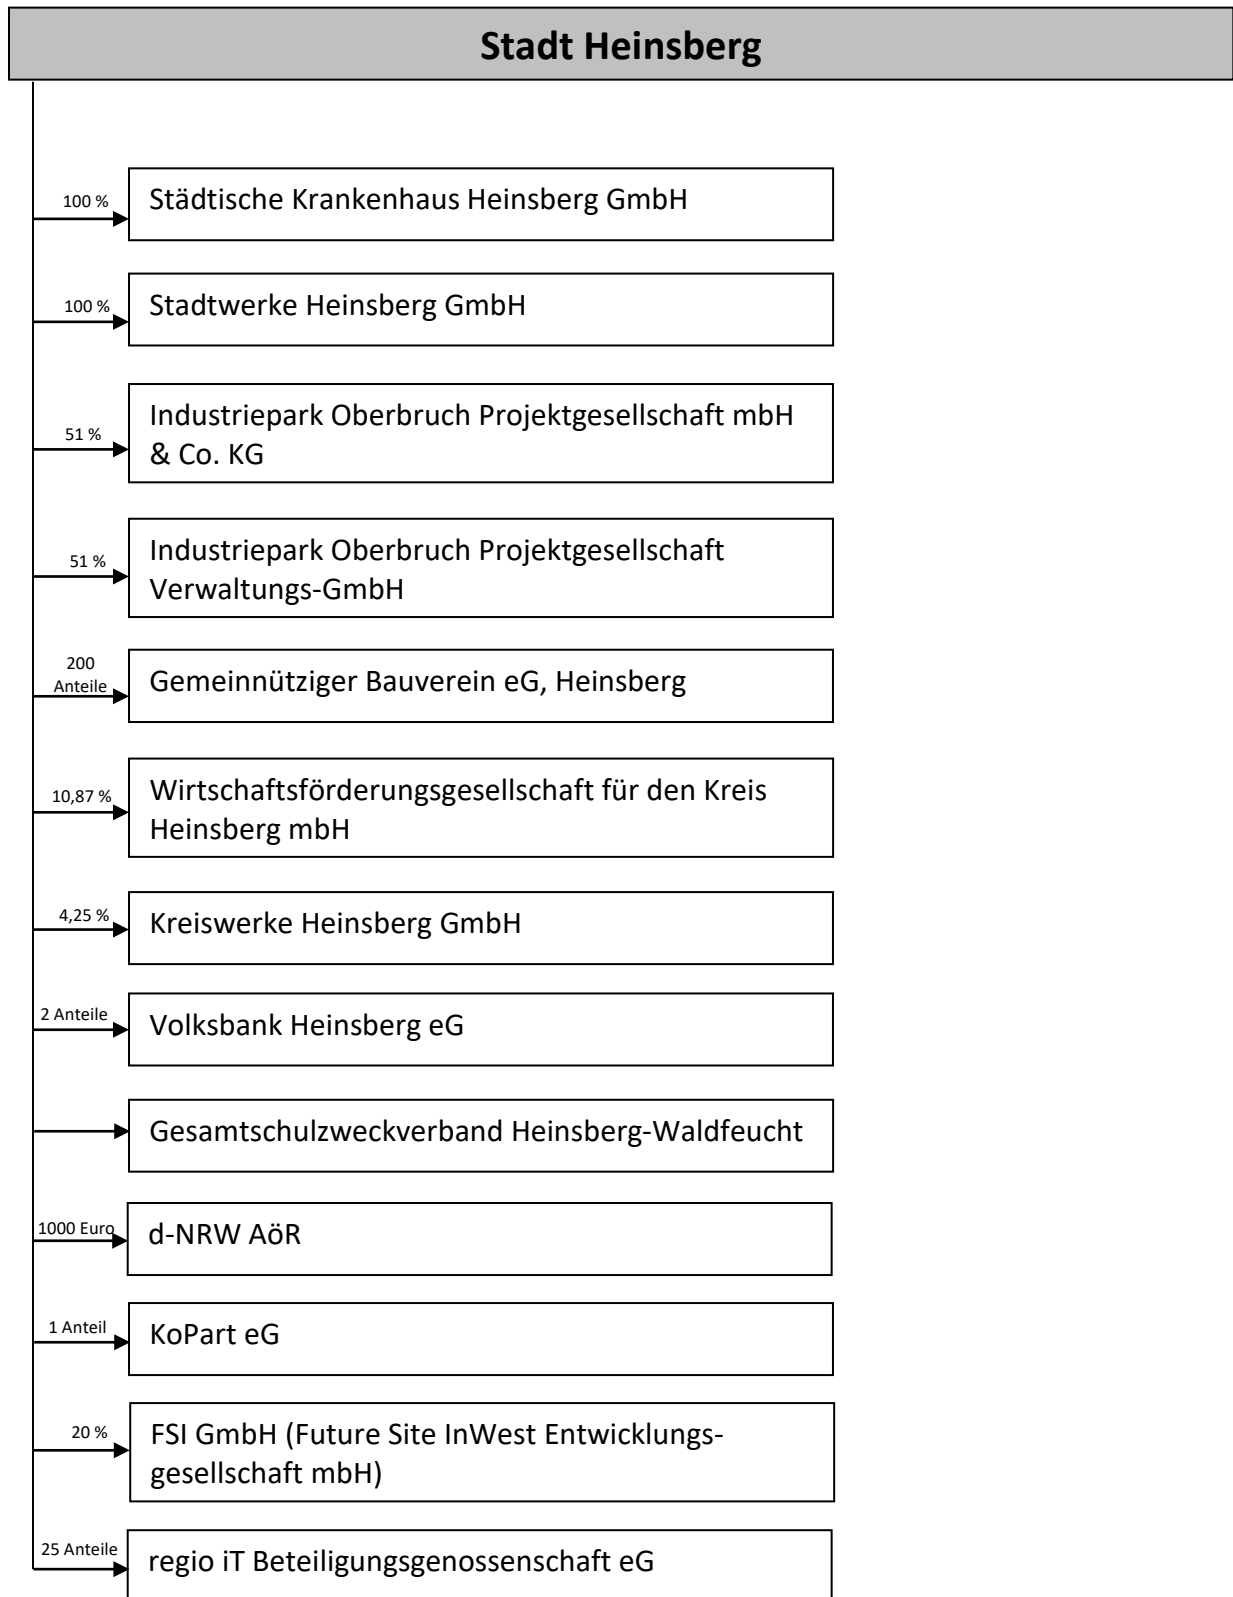 Stadt Heinsberg
100 %
Städtische Krankenhaus Heinsberg GmbH
100 %
Stadtwerke Heinsberg GmbH
51 %
Industriepark Oberbruch Projektgesellschaft mbH
& Co. KG
51 %
Industriepark Oberbruch Projektgesellschaft
Verwaltungs-GmbH
200
Anteile
Gemeinnütziger Bauverein eG, Heinsberg
10,87 %
Wirtschaftsförderungsgesellschaft für den Kreis
Heinsberg mbH
4,25 %
Kreiswerke Heinsberg GmbH
2 Anteile
Volksbank Heinsberg eG
Gesamtschulzweckverband Heinsberg-Waldfeucht
1000 Euro
d-NRW AöR
1 Anteil
KoPart eG
20 %
FSI GmbH (Future Site InWest Entwicklungs-
gesellschaft mbH)
25 Anteile
regio iT Beteiligungsgenossenschaft eG